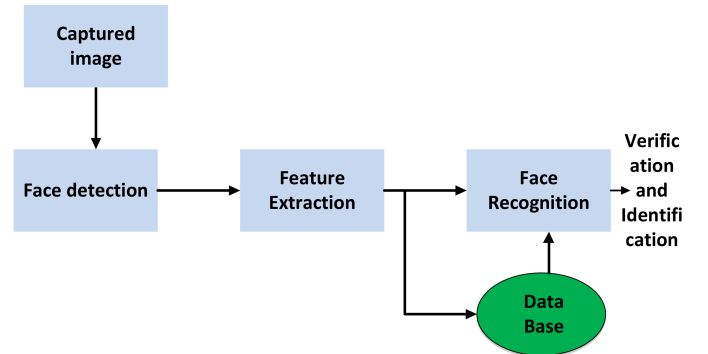 Captured
image
Face detection
Feature
Extraction
Face
Recognition
Verific
ation
and
Identifi
cation
Data
Base